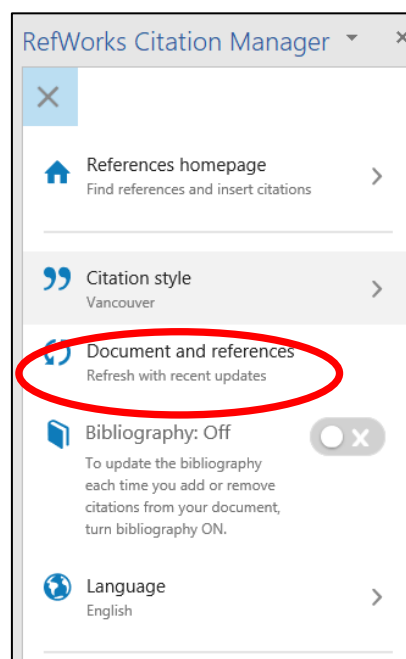 RefWorks Citation Manager
References homepage
Find references and insert citations
Citation style
Vancouver
Document and references
Refresh with recent updates
Bibliography: Off
To update the bibliography
each time you add or remove
citations from your document,
turn bibliography ON.
Language
English